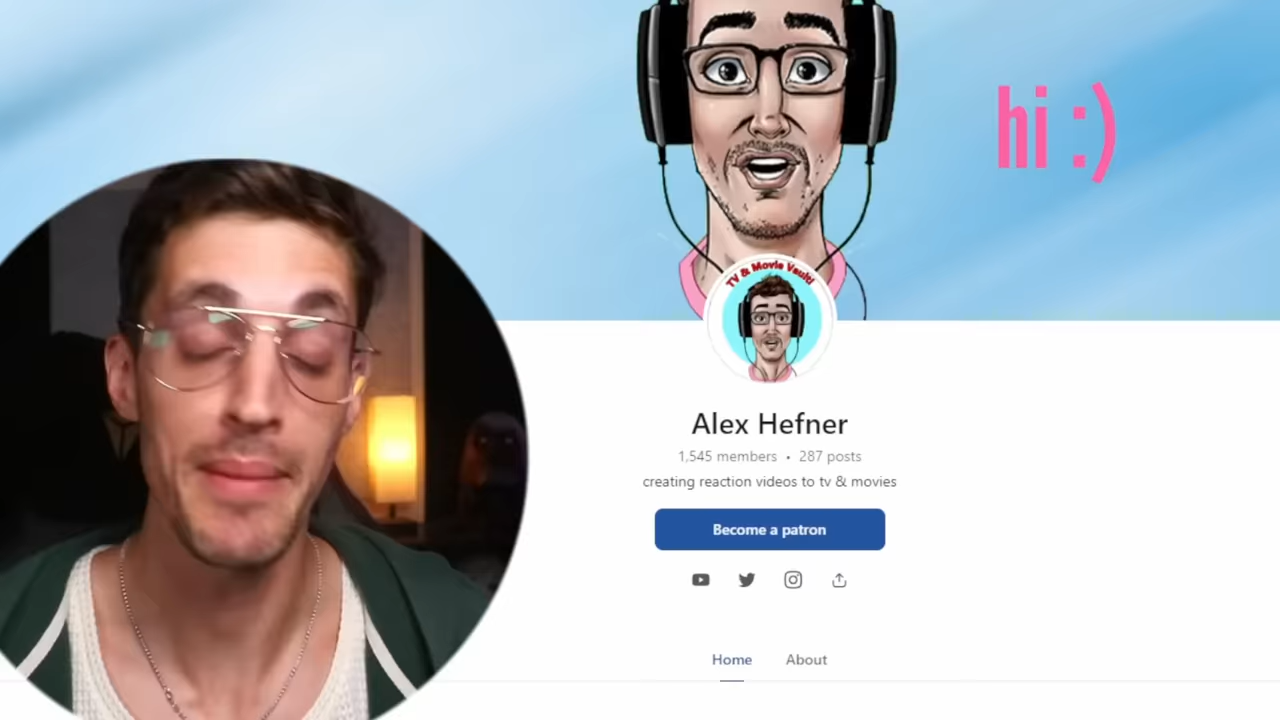 hi :)
TV & Movie Vault!
Alex Hefner
1,545 members • 287 posts
creating reaction videos to tv & movies
Become a patron
Home About